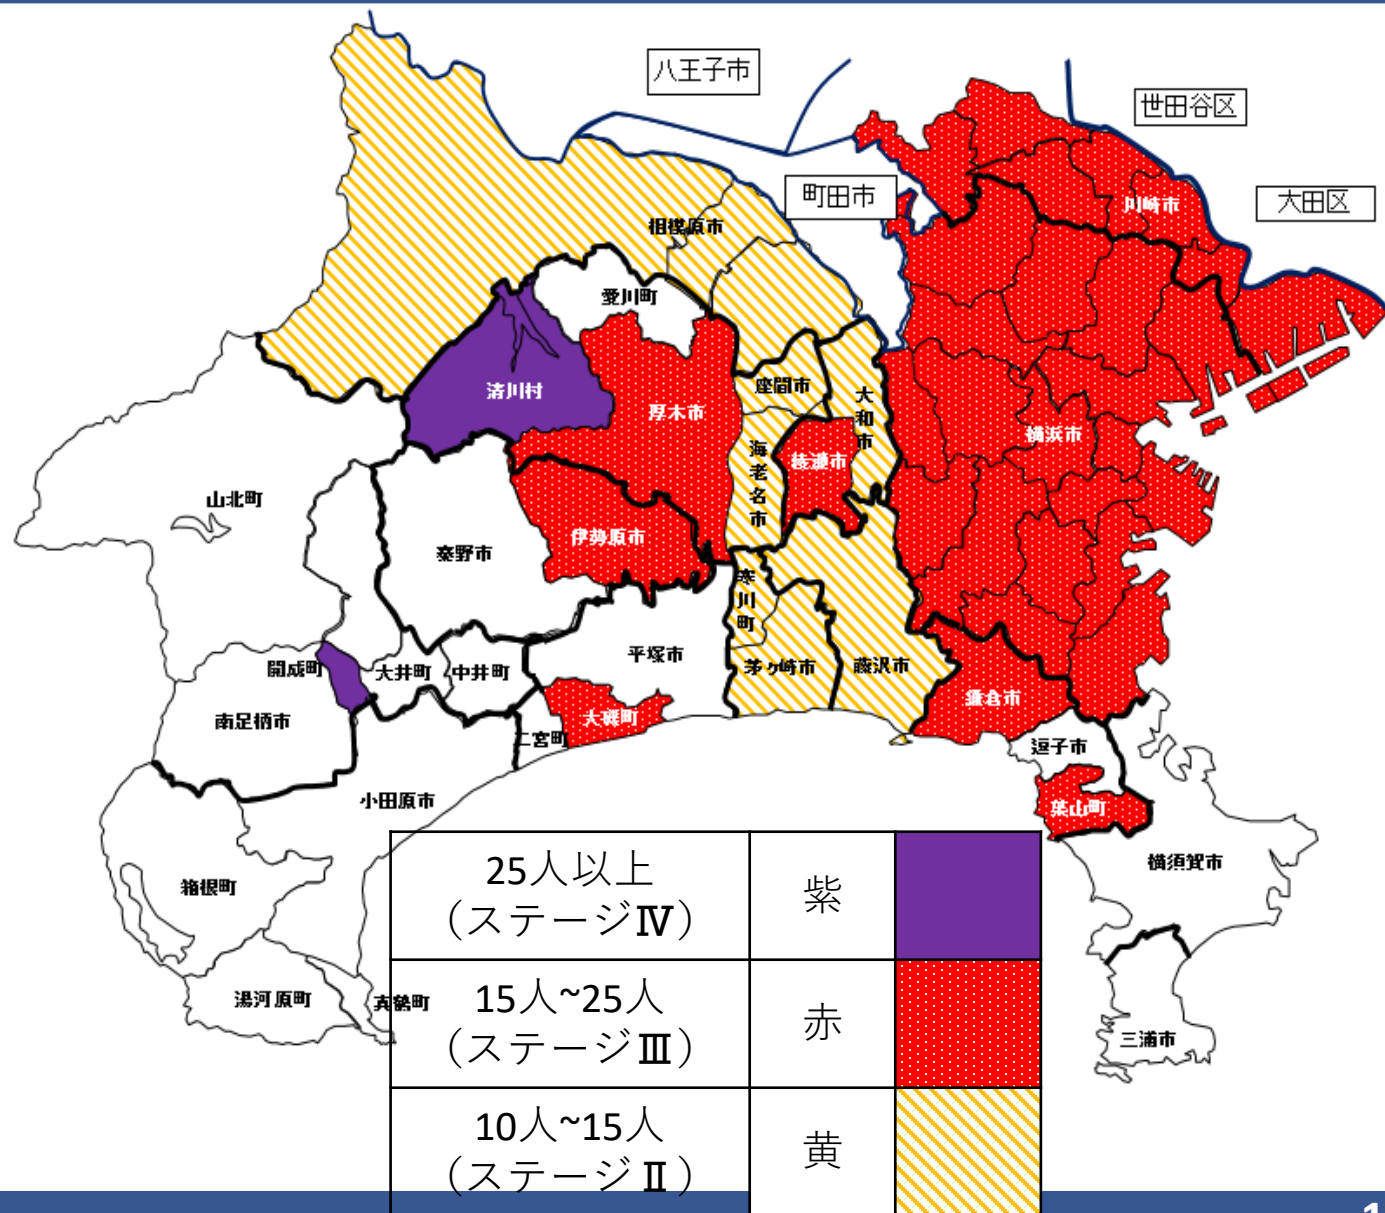 八王子市
世田谷区
町田市
大田区
川崎市
相模原市
愛川町
座間市
清川村
厚木市
大和市
横浜市
海老名市
綾瀬市
山北町
伊勢原市
秦野市
寒川町
平塚市
開成町
大井町
中井町
茅ヶ崎市
藤沢市
鎌倉市
南足柄市
大磯町
二宮町
逗子市
小田原市
葉山町
横須賀市
箱根町
湯河原町
真鶴町
三浦市
25人以上
（ステージⅣ）
紫
15人~25人
（ステージⅢ）
赤
10人~15人
（ステージⅡ）
黄
1